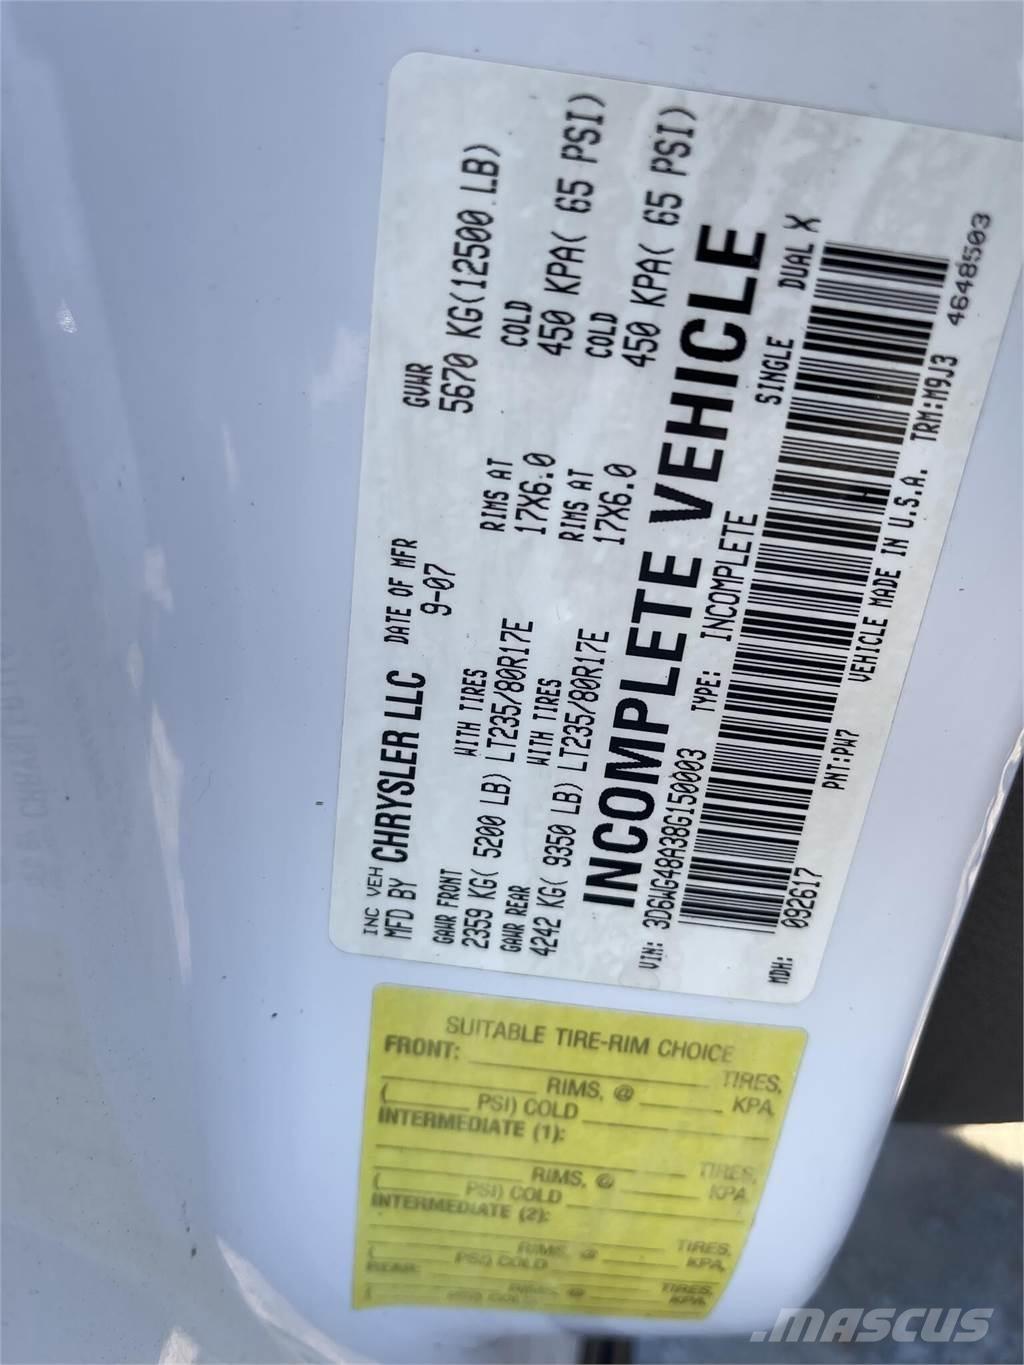 INC VEH
MFD BY CHRYSLER LLC
DATE OF MFR
9-07
GVWR
5670 KG(12500 LB)
GAWR FRONT
WITH TIRES
RIMS AT
COLD
2359 KG( 5200 LB) LT235/80R17E
17X6.0
450 KPA( 65 PSI)
GAWR REAR
WITH TIRES
RIMS AT
COLD
4242 KG( 9350 LB) LT235/80R17E
17X6.0
450 KPA( 65 PSI)
INCOMPLETE VEHICLE
VIN: 3D6WG48A38G150003
TYPE: INCOMPLETE
SINGLE
DUAL X
MDH: 092617
PNT:PW7
VEHICLE MADE IN U.S.A.
TRM:M9J3
4648503
SUITABLE TIRE-RIM CHOICE
FRONT: TIRES,
RIMS, @ KPA
( PSI) COLD
INTERMEDIATE (1):
TIRES,
RIMS, @ KPA
( PSI) COLD
INTERMEDIATE (2):
TIRES,
RIMS, @ KPA,
( PSI) COLD
REAR: TIRES,
RIMS, @ KPA,
PSI) COLD
MASCUS